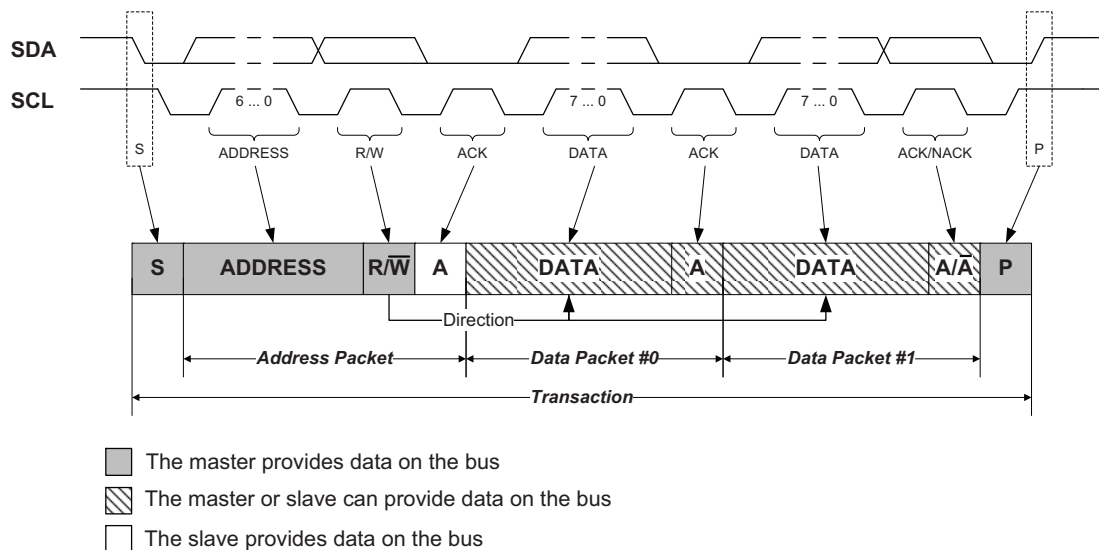 SDA
SCL
6 ... 0 7 ... 0 7 ... 0
S ADDRESS R/W ACK DATA ACK DATA ACK/NACK P
S ADDRESS R/W̅ A DATA A DATA A/A̅ P
Direction
Address Packet Data Packet #0 Data Packet #1
Transaction
The master provides data on the bus
The master or slave can provide data on the bus
The slave provides data on the bus